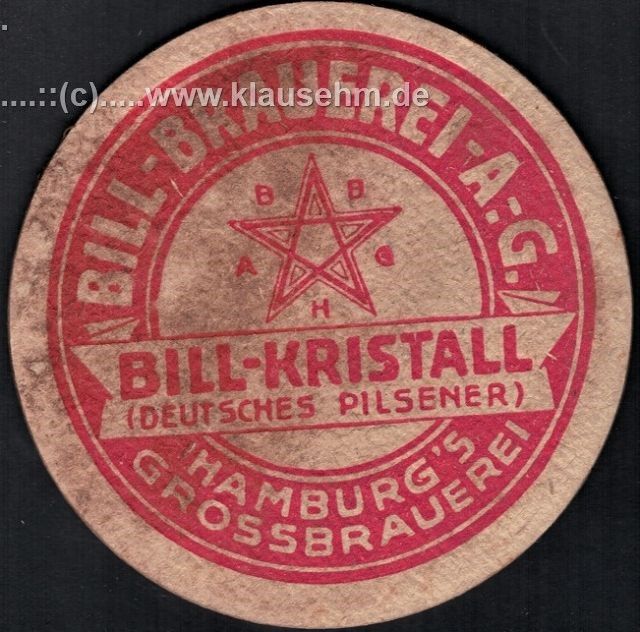 ....::(c).....www.klausehm.de
BILL-BRAUEREI-A.-G.
B B
A G
H
BILL-KRISTALL
(DEUTSCHES PILSENER)
'HAMBURG'S
GROSSBRAUEREI